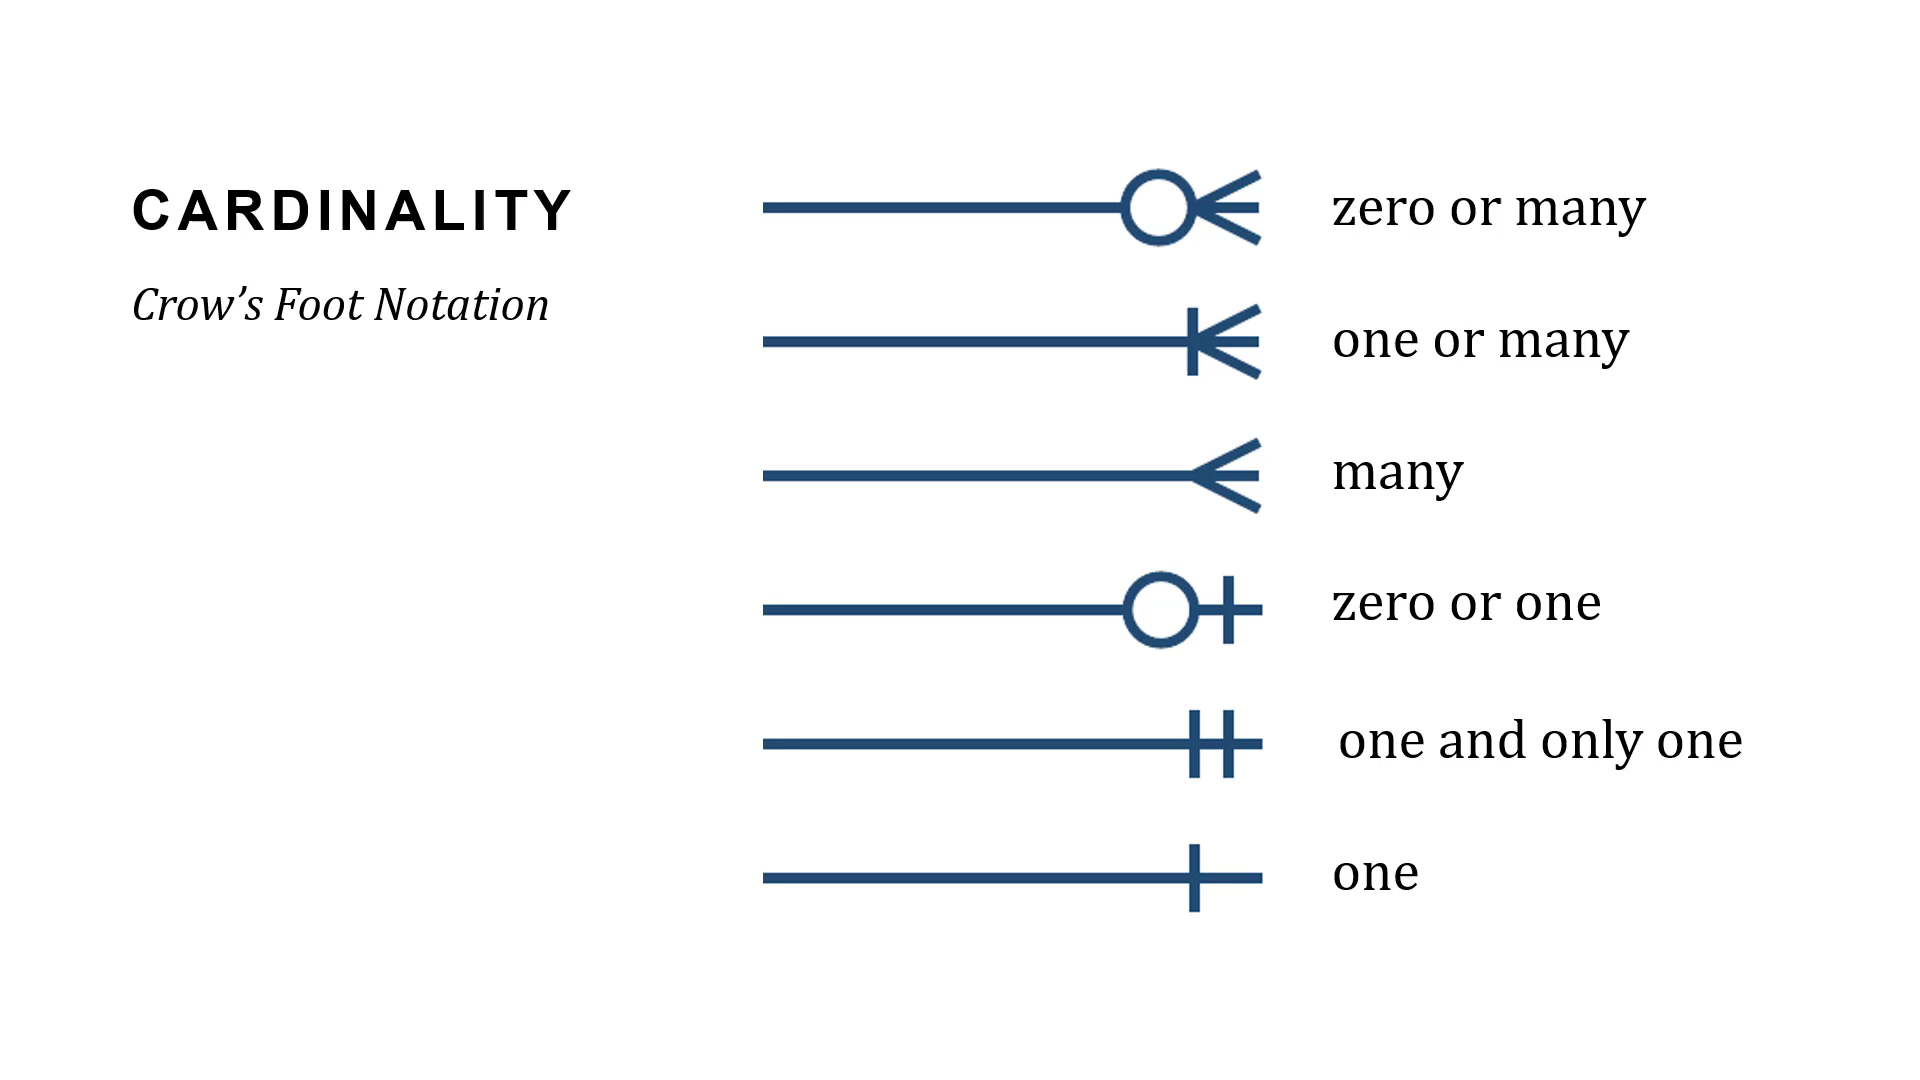 CARDINALITY
Crow’s Foot Notation
zero or many
one or many
many
zero or one
one and only one
one